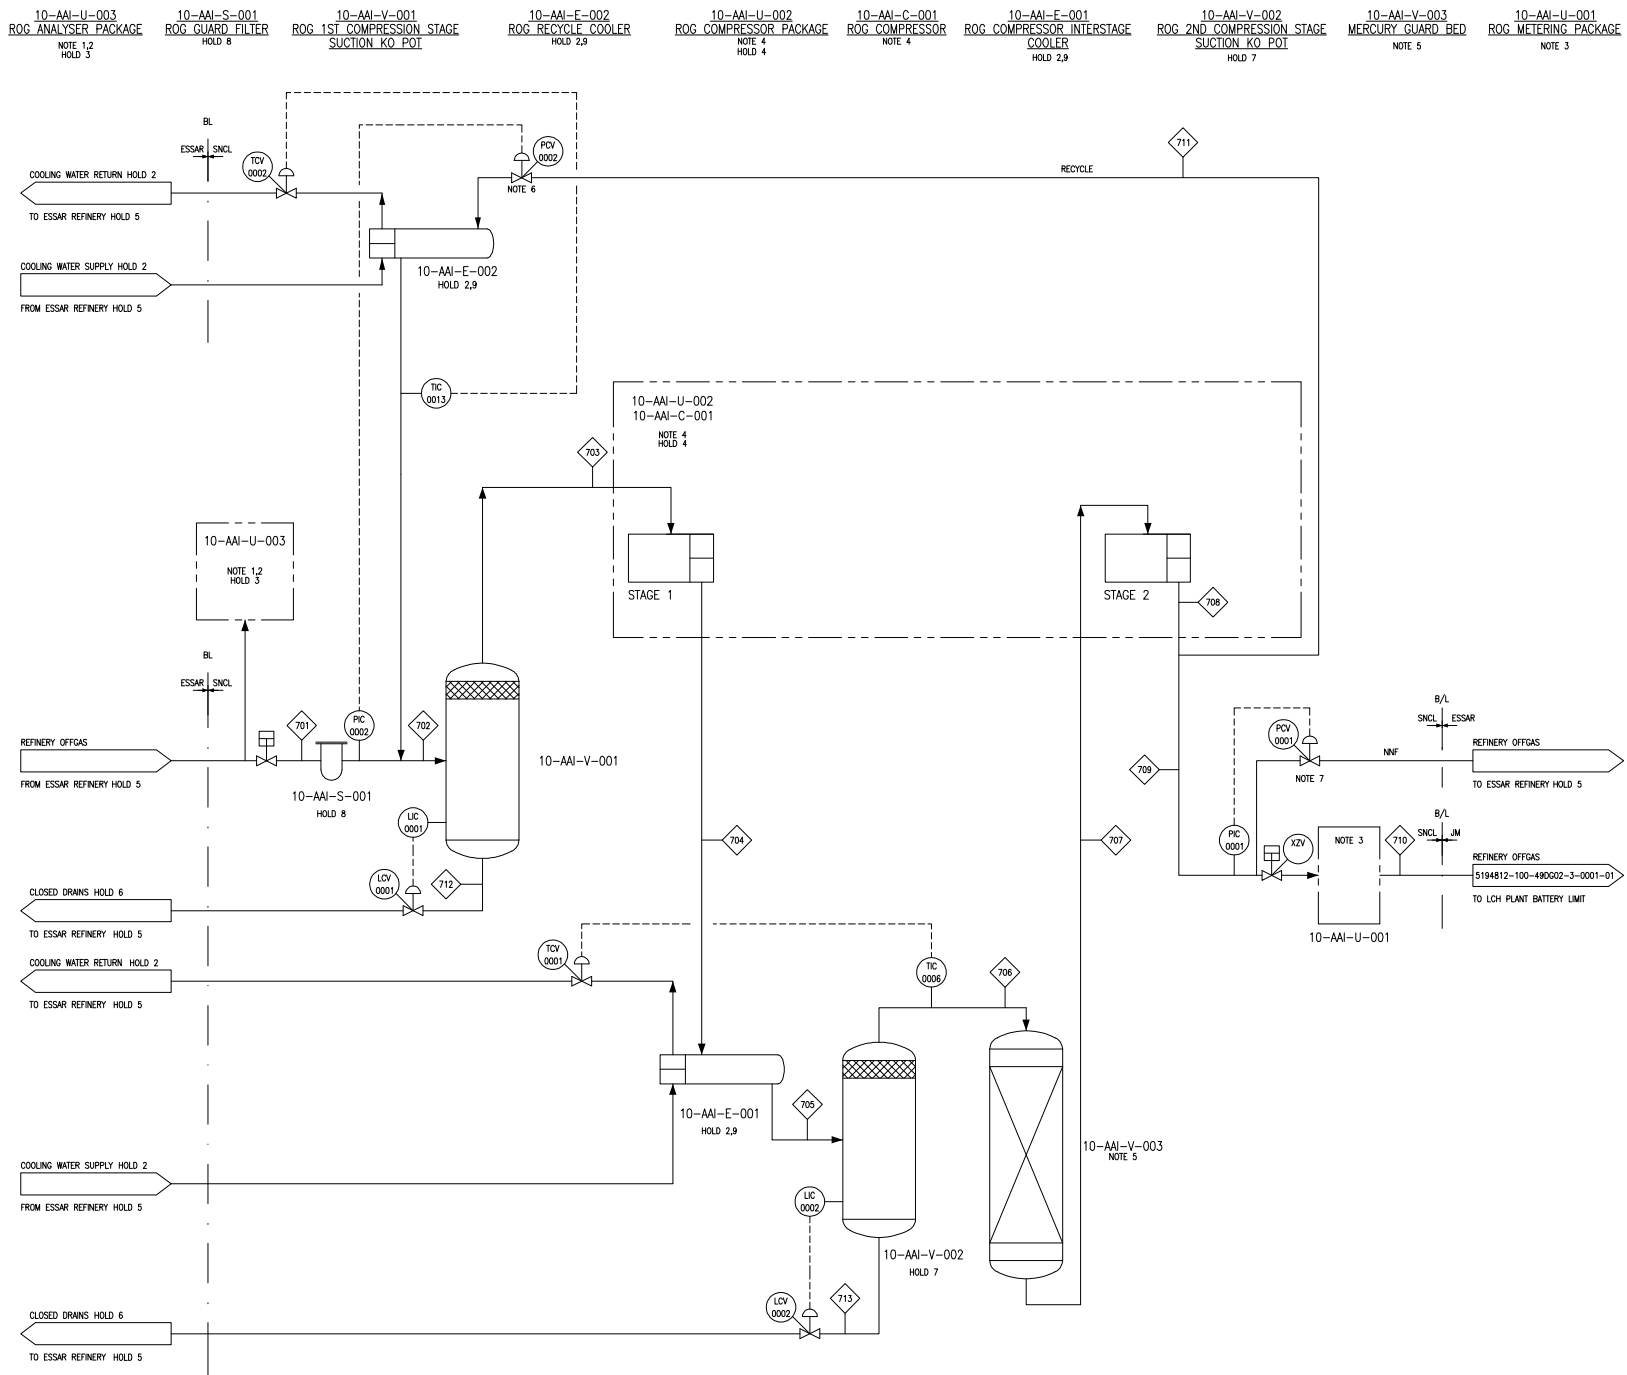 10-AAI-U-003
ROG ANALYSER PACKAGE
NOTE 1,2
HOLD 3
10-AAI-S-001
ROG GUARD FILTER
HOLD 8
10-AAI-V-001
ROG 1ST COMPRESSION STAGE
SUCTION KO POT
10-AAI-E-002
ROG RECYCLE COOLER
HOLD 2,9
10-AAI-U-002
ROG COMPRESSOR PACKAGE
NOTE 4
HOLD 4
10-AAI-C-001
ROG COMPRESSOR
NOTE 4
10-AAI-E-001
ROG COMPRESSOR INTERSTAGE
COOLER
HOLD 2,9
10-AAI-V-002
ROG 2ND COMPRESSION STAGE
SUCTION KO POT
HOLD 7
10-AAI-V-003
MERCURY GUARD BED
NOTE 5
10-AAI-U-001
ROG METERING PACKAGE
NOTE 3
BL
ESSAR SNCL
TCV
0002
PCV
0002
NOTE 6
711
RECYCLE
COOLING WATER RETURN HOLD 2
TO ESSAR REFINERY HOLD 5
COOLING WATER SUPPLY HOLD 2
FROM ESSAR REFINERY HOLD 5
10-AAI-E-002
HOLD 2,9
TIC
0013
10-AAI-U-002
10-AAI-C-001
NOTE 4
HOLD 4
703
10-AAI-U-003
NOTE 1,2
HOLD 3
STAGE 1
STAGE 2
708
BL
ESSAR SNCL
REFINERY OFFGAS
FROM ESSAR REFINERY HOLD 5
701
PIC
0002
702
10-AAI-S-001
HOLD 8
10-AAI-V-001
LIC
0001
LCV
0001
712
704
707
709
PCV
0001
NOTE 7
NNF
B/L
SNCL ESSAR
REFINERY OFFGAS
TO ESSAR REFINERY HOLD 5
PIC
0001
XZV
NOTE 3
710
B/L
SNCL JM
REFINERY OFFGAS
5194812-100-49DG02-3-0001-01
TO LCH PLANT BATTERY LIMIT
10-AAI-U-001
CLOSED DRAINS HOLD 6
TO ESSAR REFINERY HOLD 5
COOLING WATER RETURN HOLD 2
TO ESSAR REFINERY HOLD 5
TCV
0001
TIC
0006
706
10-AAI-E-001
HOLD 2,9
705
10-AAI-V-003
NOTE 5
COOLING WATER SUPPLY HOLD 2
FROM ESSAR REFINERY HOLD 5
LIC
0002
10-AAI-V-002
HOLD 7
LCV
0002
713
CLOSED DRAINS HOLD 6
TO ESSAR REFINERY HOLD 5